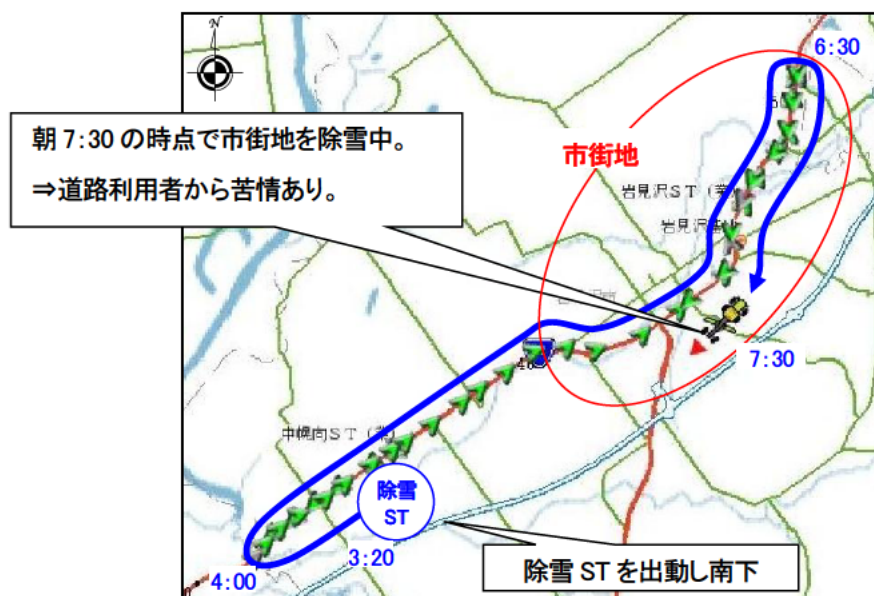 N
6:30
朝 7:30 の時点で市街地を除雪中。
⇒道路利用者から苦情あり。
市街地
岩見沢ST（業）
7:30
中幌向ST（業）
除雪
ST
3:20
4:00
除雪 ST を出動し南下